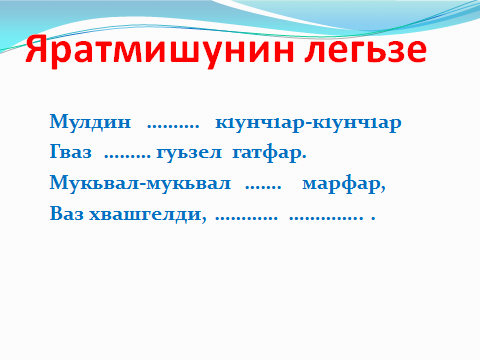 Яратмишунин легьзе
Мулдин .......... к1унч1ар-к1унч1ар
Гваз ......... гуьзел гатфар.
Мукьвал-мукьвал ....... марфар,
Ваз хвашгелди, ............ .............. .